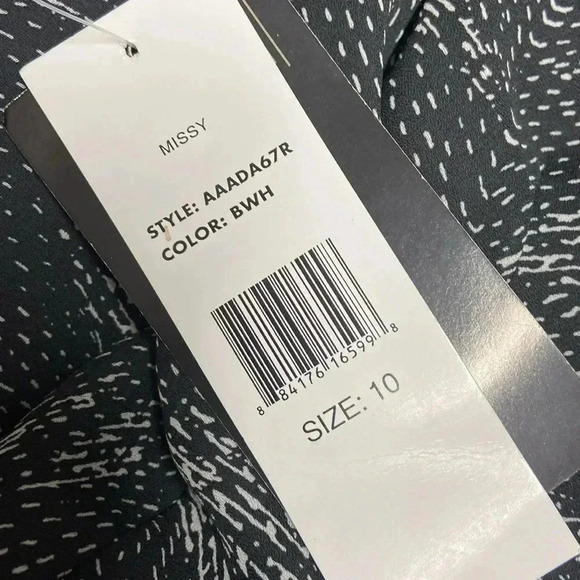 MISSY
STYLE: AAADA67R
COLOR: BWH
8 84176 16599 8
SIZE: 10